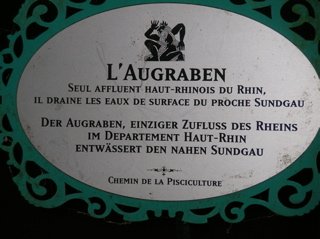 L'AUGRABEN
SEUL AFFLUENT HAUT-RHINOIS DU RHIN,
IL DRAINE LES EAUX DE SURFACE DU PROCHE SUNDGAU
DER AUGRABEN, EINZIGER ZUFLUSS DES RHEINS
IM DEPARTEMENT HAUT-RHIN
ENTWÄSSERT DEN NAHEN SUNDGAU
CHEMIN DE LA PISCICULTURE